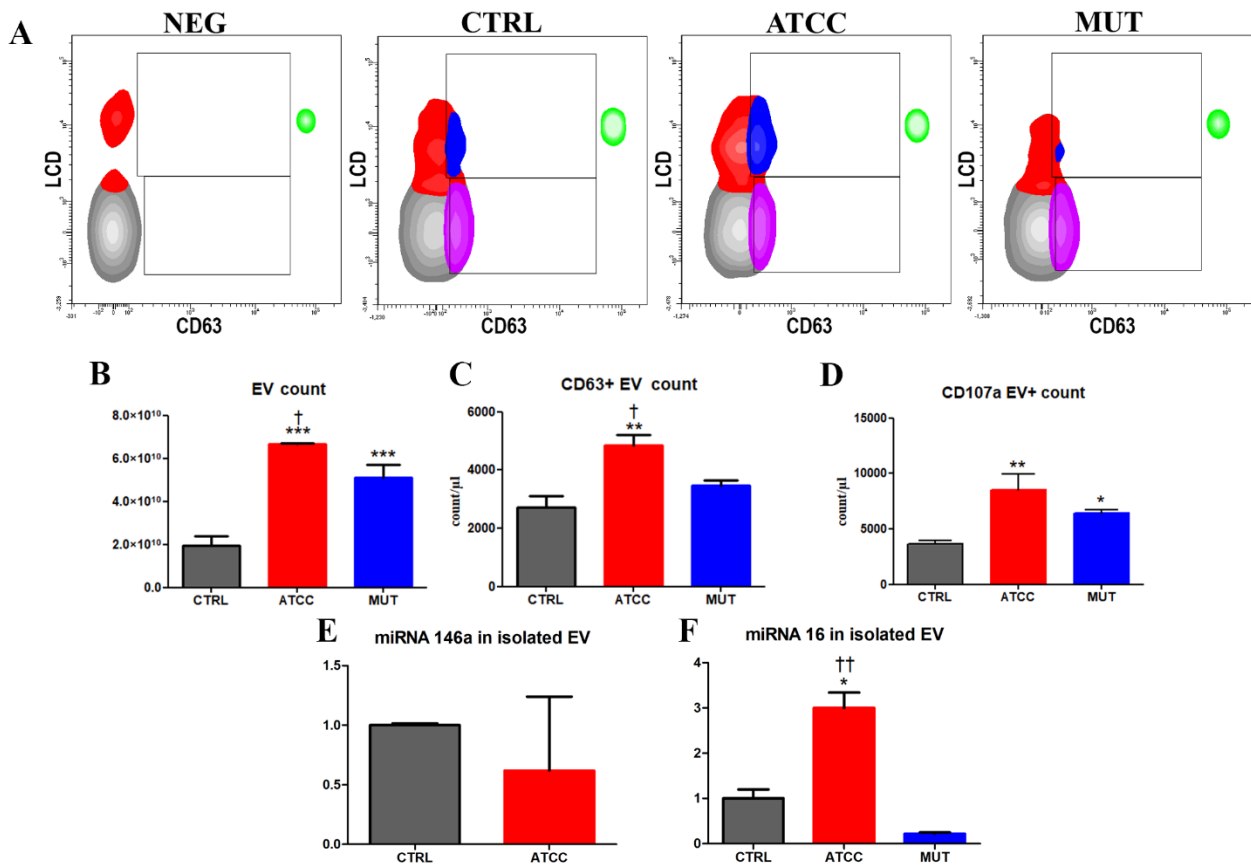 A
NEG
CTRL
ATCC
MUT
LCD
CD63
LCD
CD63
LCD
CD63
LCD
CD63
B
EV count
8.0×10¹⁰
6.0×10¹⁰
4.0×10¹⁰
2.0×10¹⁰
0.0
†
***
***
CTRL
ATCC
MUT
C
CD63+ EV count
count/µl
6000
4000
2000
0
†
**
CTRL
ATCC
MUT
D
CD107a EV+ count
count/µl
15000
10000
5000
0
**
*
CTRL
ATCC
MUT
E
miRNA 146a in isolated EV
1.5
1.0
0.5
0.0
CTRL
ATCC
F
miRNA 16 in isolated EV
4
3
2
1
0
††
*
CTRL
ATCC
MUT